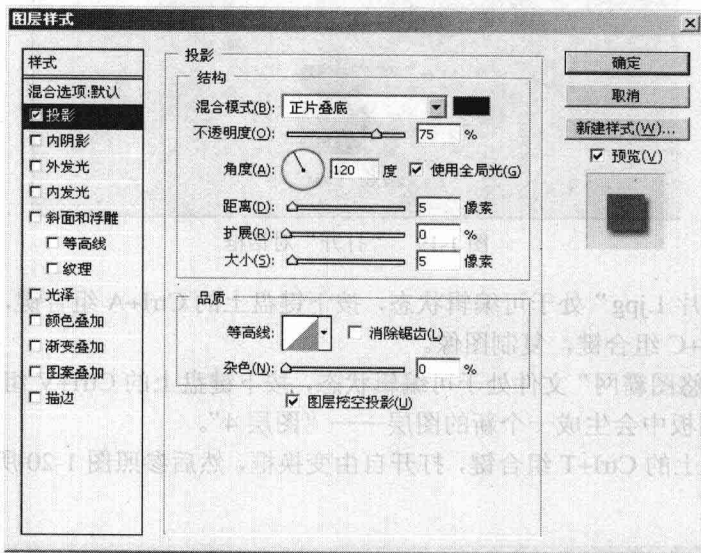 图层样式
样式
混合选项:默认
投影
内阴影
外发光
内发光
斜面和浮雕
等高线
纹理
光泽
颜色叠加
渐变叠加
图案叠加
描边
投影
结构
混合模式(B): 正片叠底
不透明度(O): 75 %
角度(A): 120 度 使用全局光(G)
距离(D): 5 像素
扩展(R): 0 %
大小(S): 5 像素
品质
等高线: 消除锯齿(L)
杂色(N): 0 %
图层挖空投影(U)
确定
取消
新建样式(W)...
预览(V)